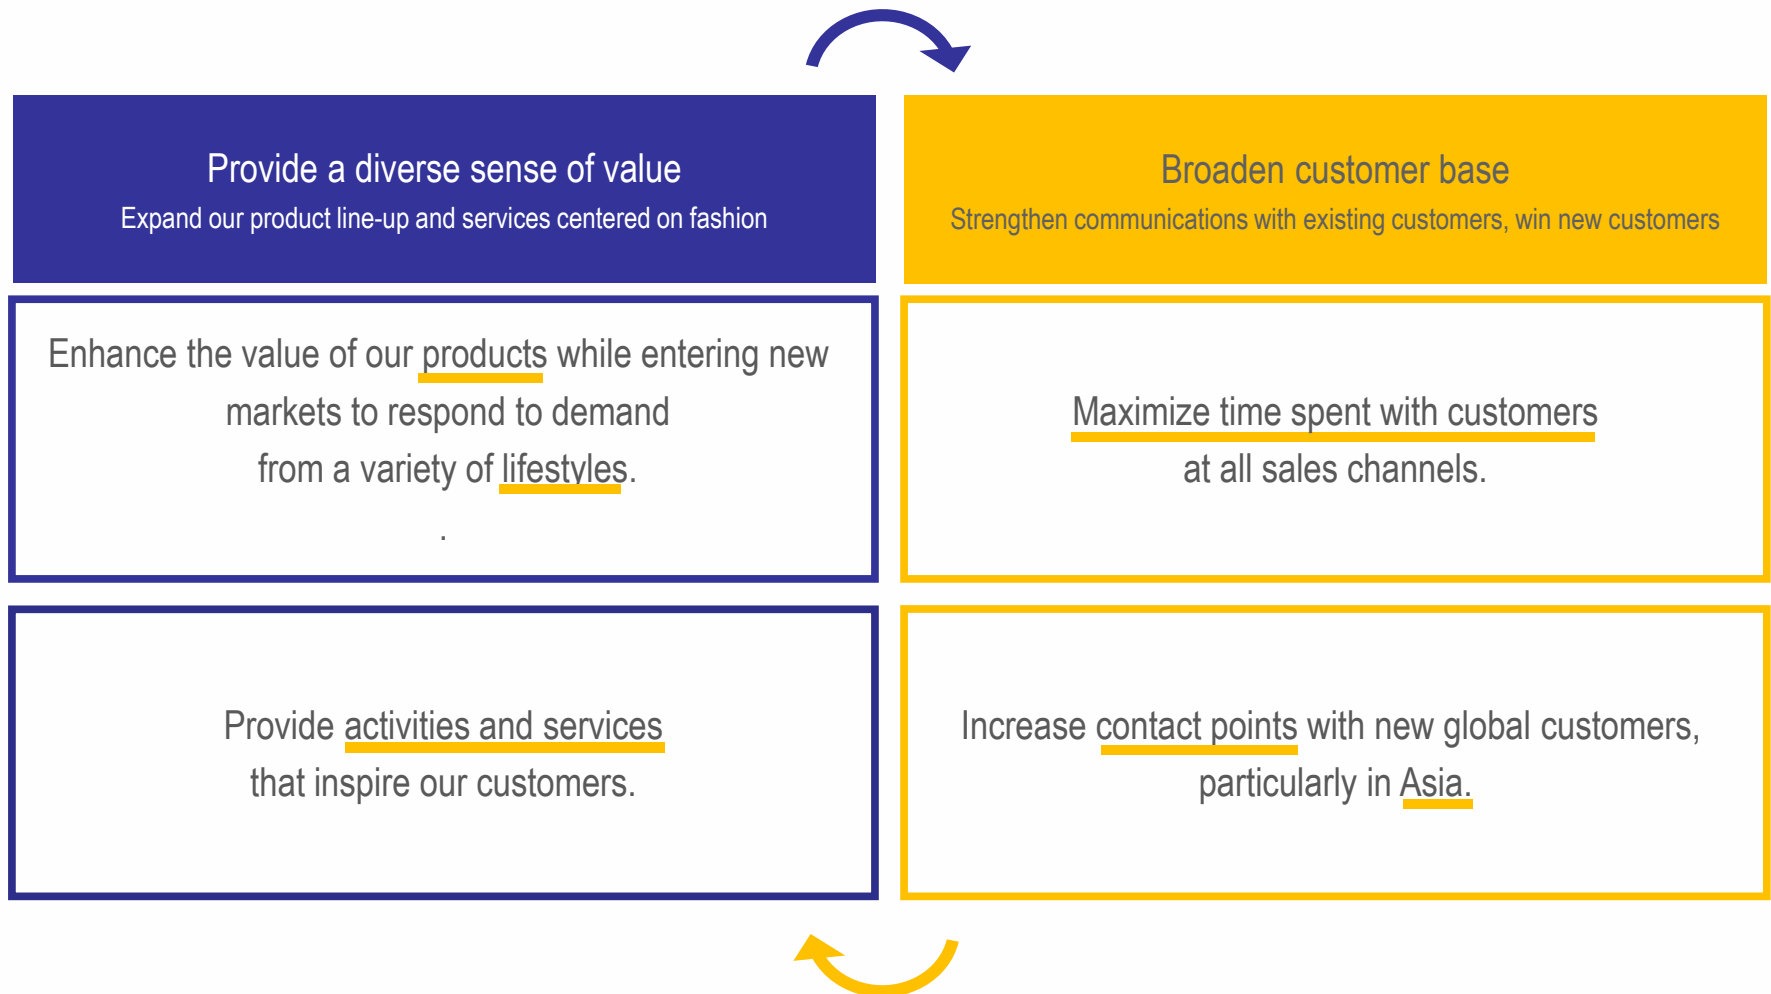 Provide a diverse sense of value
Expand our product line-up and services centered on fashion
Enhance the value of our products while entering new
markets to respond to demand
from a variety of lifestyles.
.
Provide activities and services
that inspire our customers.
Broaden customer base
Strengthen communications with existing customers, win new customers
Maximize time spent with customers
at all sales channels.
Increase contact points with new global customers,
particularly in Asia.